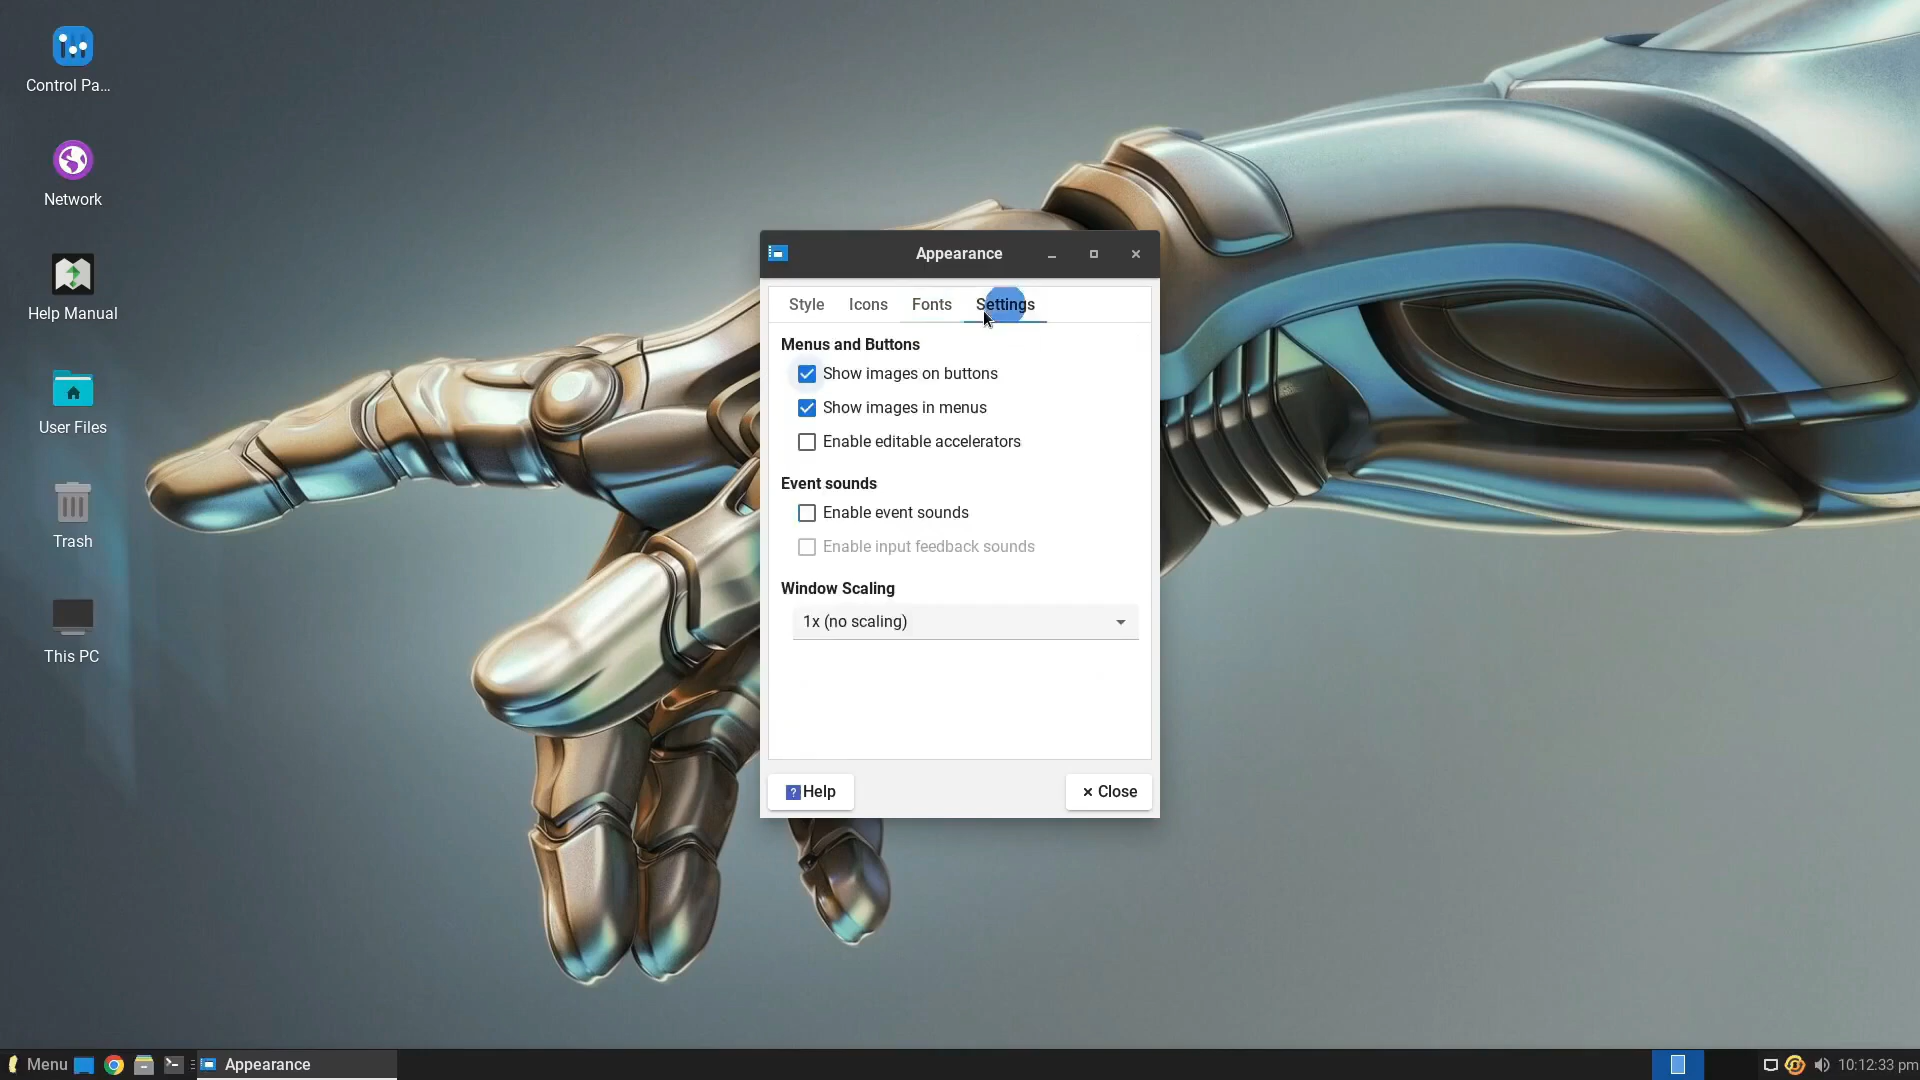 Control Pa...
Network
Help Manual
User Files
Trash
This PC
Appearance
Style Icons Fonts Settings
Menus and Buttons
Show images on buttons
Show images in menus
Enable editable accelerators
Event sounds
Enable event sounds
Enable input feedback sounds
Window Scaling
1x (no scaling)
Help
Close
Menu
Appearance
10:12:33 pm